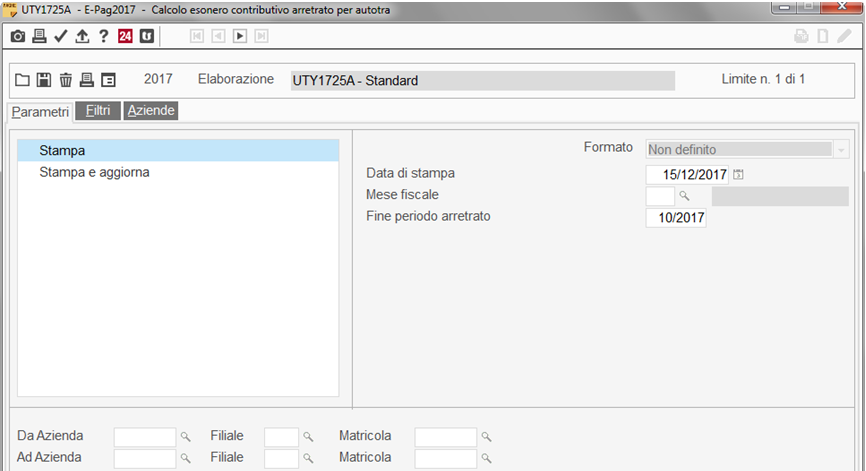 UTY1725A - E-Pag2017 - Calcolo esonero contributivo arretrato per autotra
? 24
2017 Elaborazione UTY1725A - Standard Limite n. 1 di 1
Parametri Filtri Aziende
Stampa
Stampa e aggiorna
Formato Non definito
Data di stampa 15/12/2017
Mese fiscale
Fine periodo arretrato 10/2017
Da Azienda Filiale Matricola
Ad Azienda Filiale Matricola